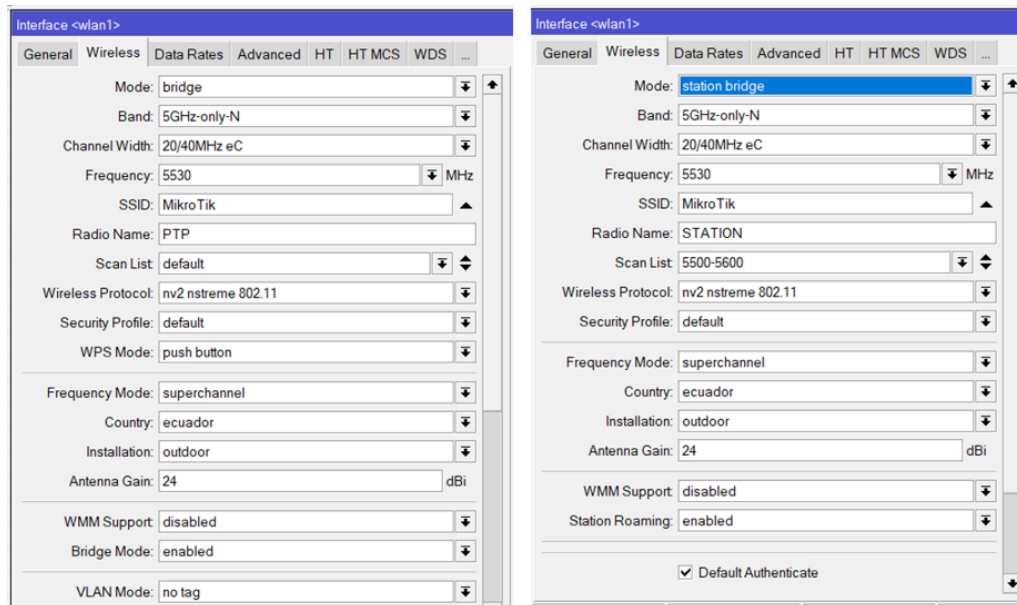 Interface <wlan1>
General Wireless Data Rates Advanced HT HT MCS WDS ...
Mode: bridge
Band: 5GHz-only-N
Channel Width: 20/40MHz eC
Frequency: 5530 MHz
SSID: MikroTik
Radio Name: PTP
Scan List: default
Wireless Protocol: nv2 nstreme 802.11
Security Profile: default
WPS Mode: push button
Frequency Mode: superchannel
Country: ecuador
Installation: outdoor
Antenna Gain: 24 dBi
WMM Support: disabled
Bridge Mode: enabled
VLAN Mode: no tag
Interface <wlan1>
General Wireless Data Rates Advanced HT HT MCS WDS ...
Mode: station bridge
Band: 5GHz-only-N
Channel Width: 20/40MHz eC
Frequency: 5530 MHz
SSID: MikroTik
Radio Name: STATION
Scan List: 5500-5600
Wireless Protocol: nv2 nstreme 802.11
Security Profile: default
Frequency Mode: superchannel
Country: ecuador
Installation: outdoor
Antenna Gain: 24 dBi
WMM Support: disabled
Station Roaming: enabled
Default Authenticate